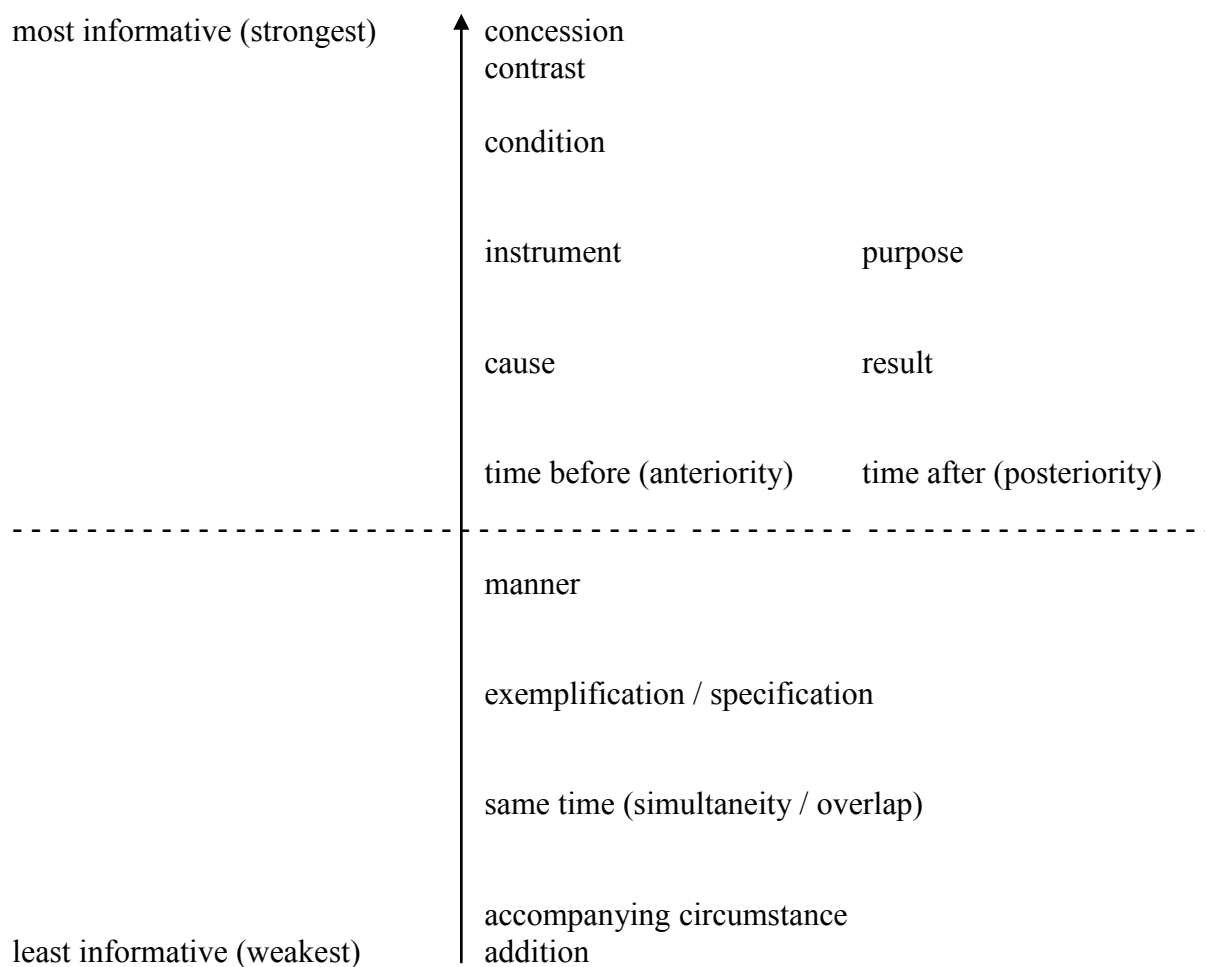 most informative (strongest) concession
contrast
condition
instrument purpose
cause result
time before (anteriority) time after (posteriority)
manner
exemplification / specification
same time (simultaneity / overlap)
accompanying circumstance
least informative (weakest) addition